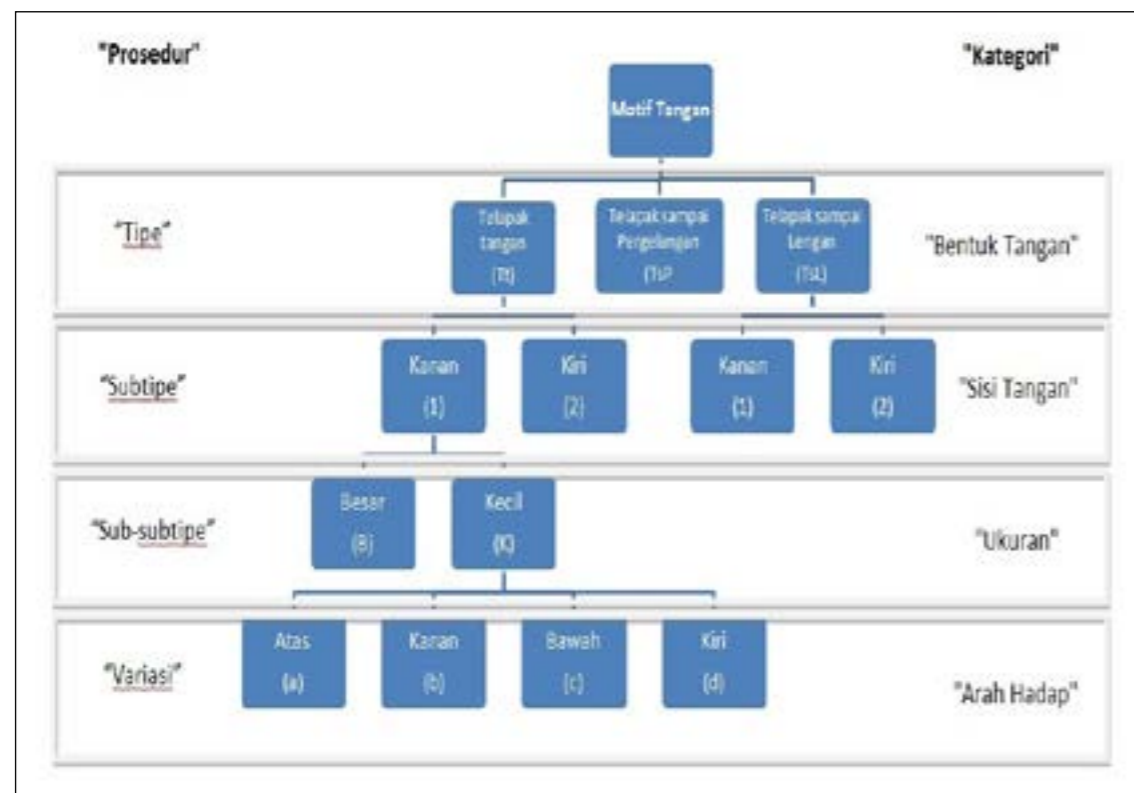 "Prosedur"
"Kategori"
Motif Tangan
"Tipe"
Telapak
tangan
(Tt)
Telapak sampai
Pergelangan
(TsP
Telapak sampai
Lengan
(TsL)
"Bentuk Tangan"
"Subtipe"
Kanan
(1)
Kiri
(2)
Kanan
(1)
Kiri
(2)
"Sisi Tangan"
"Sub-subtipe"
Besar
(B)
Kecil
(K)
"Ukuran"
"Variasi"
Atas
(a)
Kanan
(b)
Bawah
(c)
Kiri
(d)
"Arah Hadap"